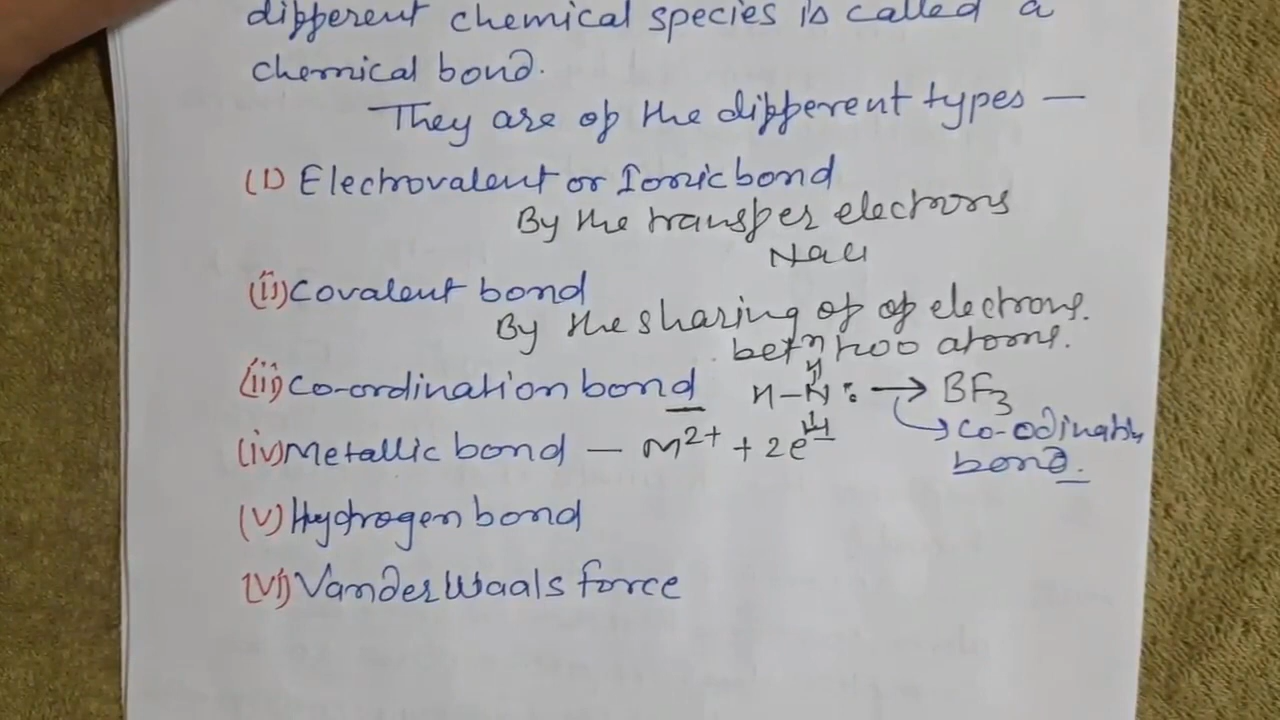 different chemical species is called a
chemical bond.
They are of the different types —
(i) Electrovalent or Ionic bond
By the transfer electrons
NaCl
(ii) Covalent bond
By the sharing of of electrons.
betn two atoms.
H
(iii) Co-ordination bond H–N: → BF3
H
Co-odinatn
bond.
(iv) Metallic bond — M2+ + 2e–
(v) Hydrogen bond
(vi) Vander Waals force